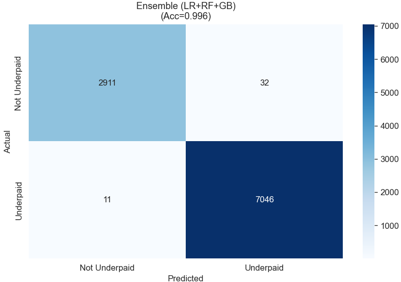 Ensemble (LR+RF+GB)
(Acc=0.996)
Actual
Not Underpaid
Underpaid
2911
32
11
7046
Not Underpaid
Underpaid
Predicted
7000
6000
5000
4000
3000
2000
1000